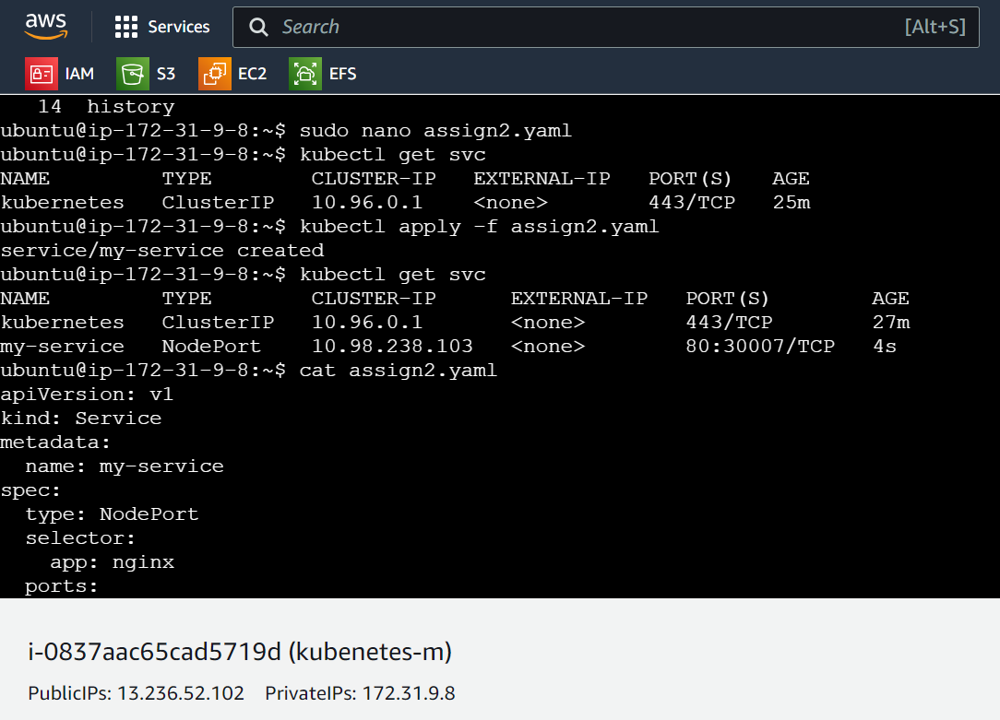 aws Services Search [Alt+S]
IAM S3 EC2 EFS
14 history
ubuntu@ip-172-31-9-8:~$ sudo nano assign2.yaml
ubuntu@ip-172-31-9-8:~$ kubectl get svc
NAME TYPE CLUSTER-IP EXTERNAL-IP PORT(S) AGE
kubernetes ClusterIP 10.96.0.1 <none> 443/TCP 25m
ubuntu@ip-172-31-9-8:~$ kubectl apply -f assign2.yaml
service/my-service created
ubuntu@ip-172-31-9-8:~$ kubectl get svc
NAME TYPE CLUSTER-IP EXTERNAL-IP PORT(S) AGE
kubernetes ClusterIP 10.96.0.1 <none> 443/TCP 27m
my-service NodePort 10.98.238.103 <none> 80:30007/TCP 4s
ubuntu@ip-172-31-9-8:~$ cat assign2.yaml
apiVersion: v1
kind: Service
metadata:
  name: my-service
spec:
  type: NodePort
  selector:
    app: nginx
  ports:
i-0837aac65cad5719d (kubenetes-m)
PublicIPs: 13.236.52.102 PrivateIPs: 172.31.9.8